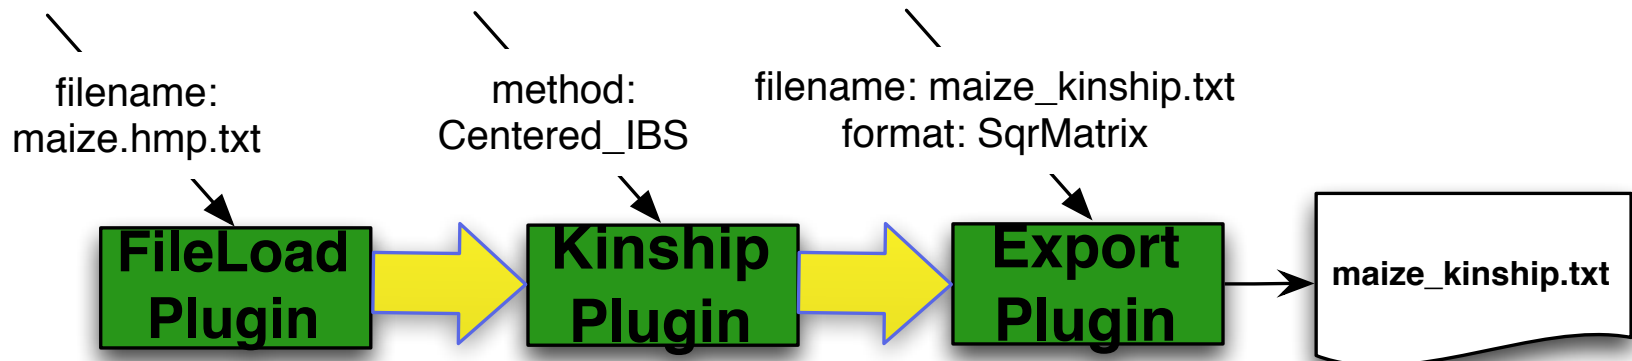 filename:
maize.hmp.txt
method:
Centered_IBS
filename: maize_kinship.txt
format: SqrMatrix
FileLoad
Plugin
Kinship
Plugin
Export
Plugin
maize_kinship.txt